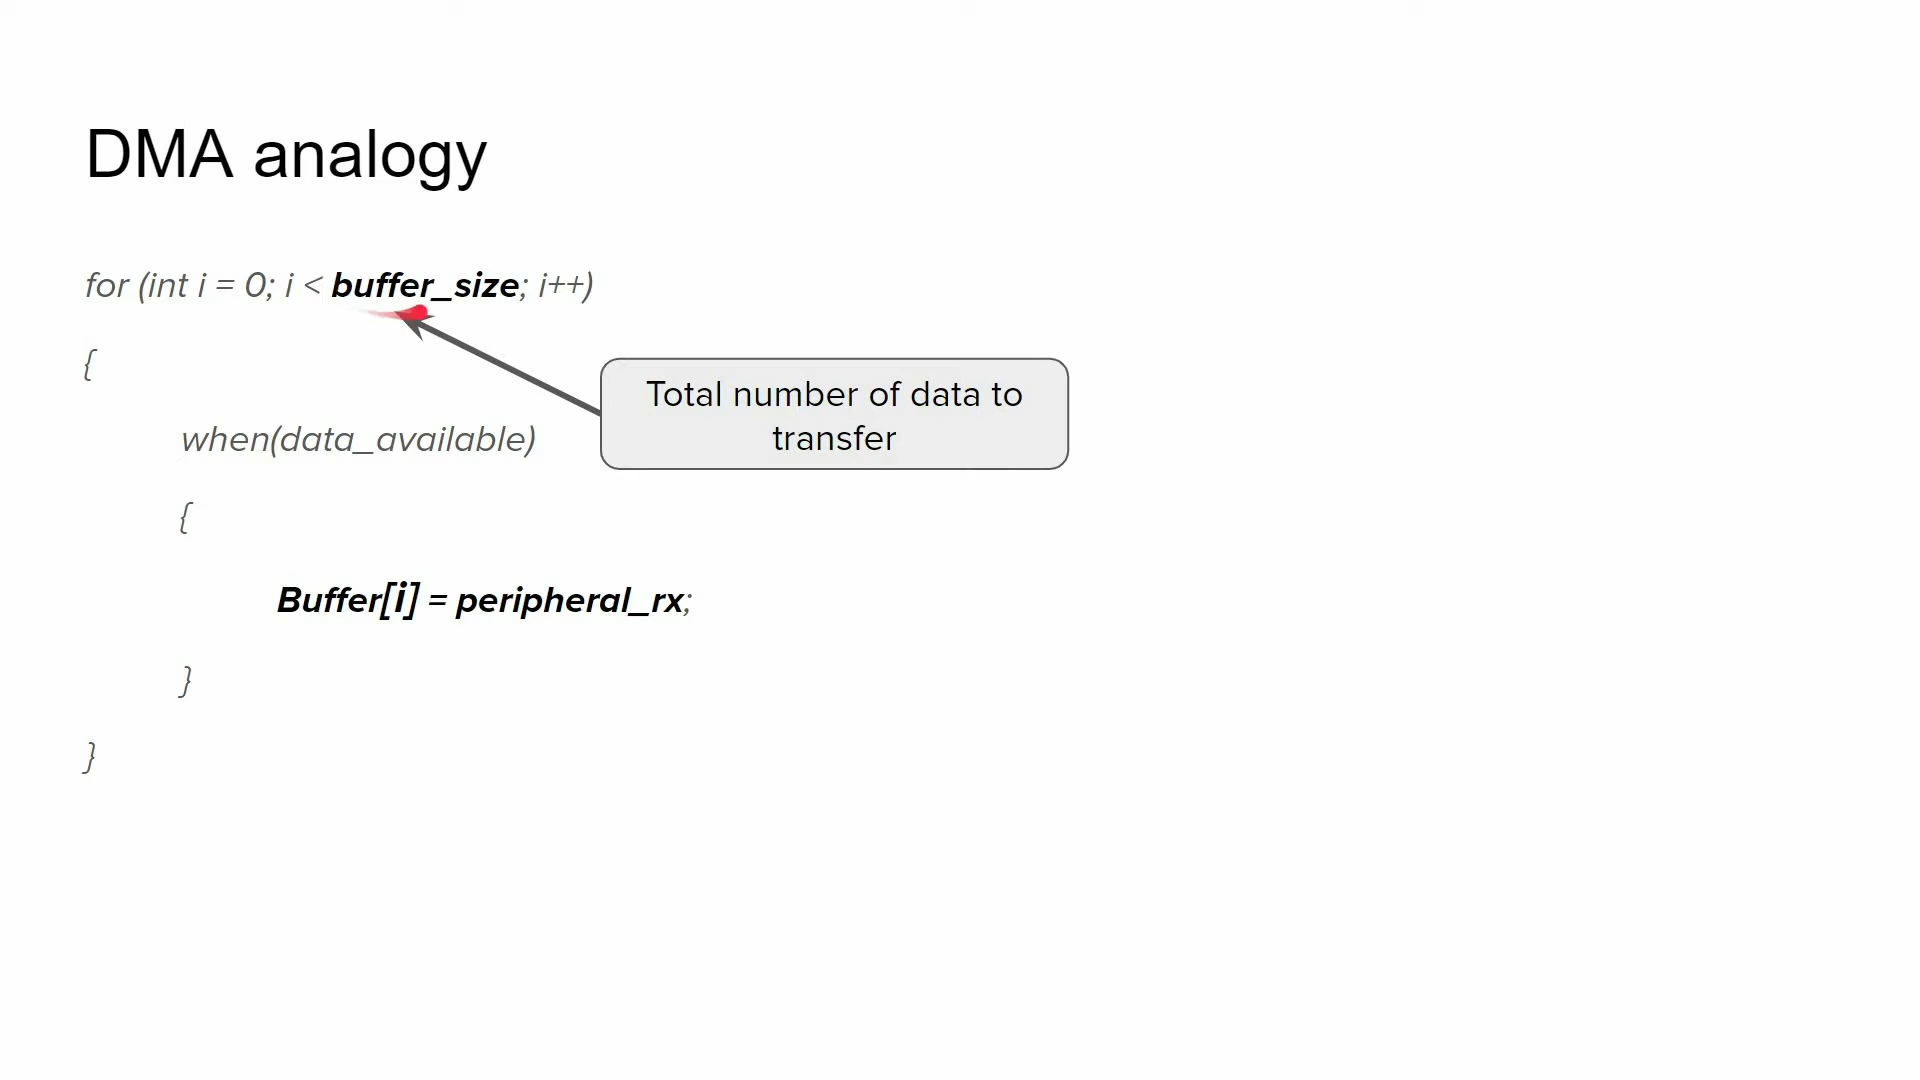 DMA analogy
for (int i = 0; i < buffer_size; i++)
{
Total number of data to
transfer
when(data_available)
{
Buffer[i] = peripheral_rx;
}
}